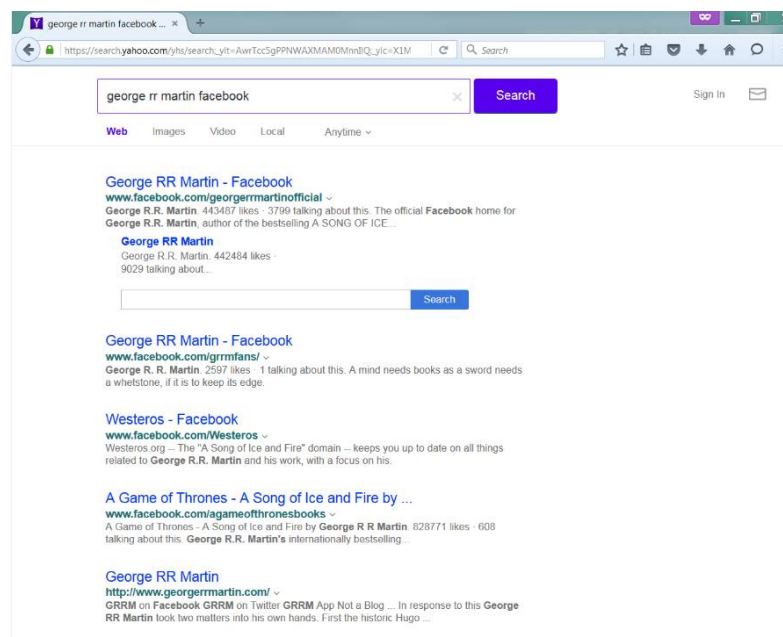 george rr martin facebook ... × +
https://search.yahoo.com/yhs/search;_ylt=AwrTccSgPPNWAXMAM0MnnIlQ;_ylc=X1M Search
george rr martin facebook × Search Sign In
Web Images Video Local Anytime
George RR Martin - Facebook
www.facebook.com/georgerrmartinofficial
George R.R. Martin. 443487 likes · 3799 talking about this. The official Facebook home for
George R.R. Martin, author of the bestselling A SONG OF ICE...
George RR Martin
George R.R. Martin. 442484 likes ·
9029 talking about...
Search
George RR Martin - Facebook
www.facebook.com/grrmfans/
George R. R. Martin. 2597 likes · 1 talking about this. A mind needs books as a sword needs
a whetstone, if it is to keep its edge.
Westeros - Facebook
www.facebook.com/Westeros
Westeros.org -- The "A Song of Ice and Fire" domain -- keeps you up to date on all things
related to George R.R. Martin and his work, with a focus on his.
A Game of Thrones - A Song of Ice and Fire by ...
www.facebook.com/agameofthronesbooks
A Game of Thrones - A Song of Ice and Fire by George R R Martin. 828771 likes · 608
talking about this. George R.R. Martin's internationally bestselling...
George RR Martin
http://www.georgerrmartin.com/
GRRM on Facebook GRRM on Twitter GRRM App Not a Blog ... In response to this George
RR Martin took two matters into his own hands. First the historic Hugo ...